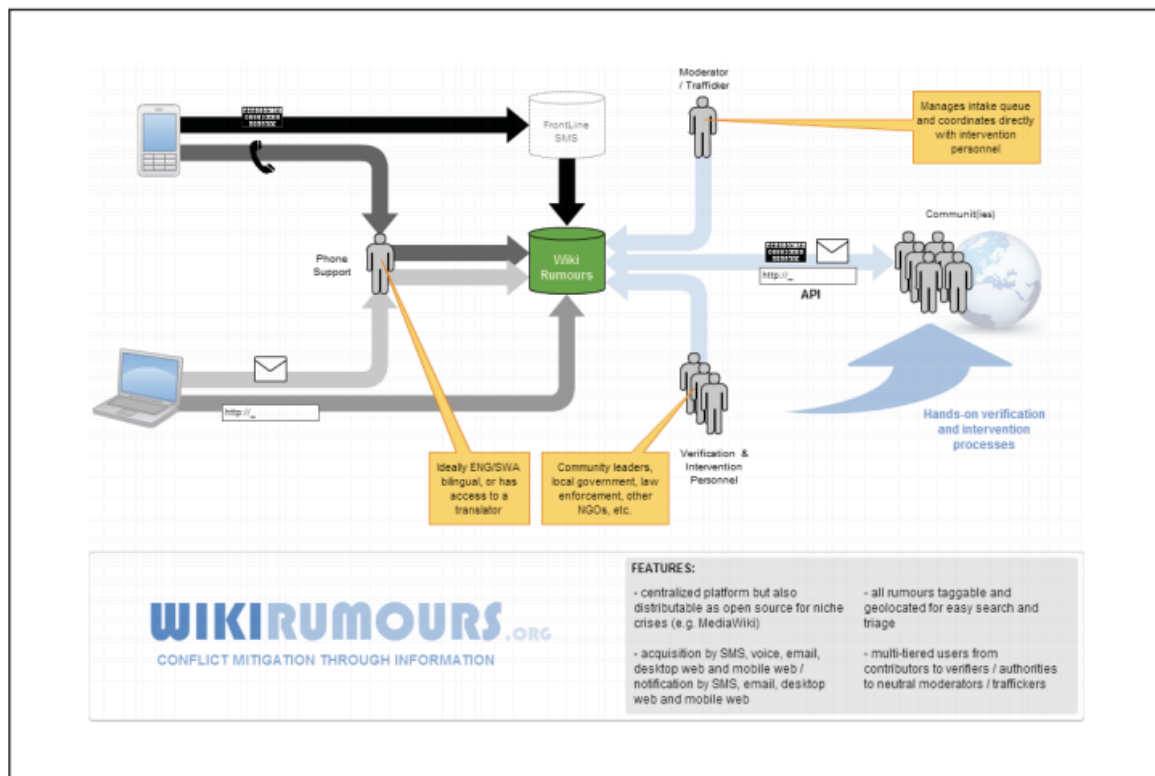 Moderator
/ Trafficker
Manages intake queue
and coordinates directly
with intervention
personnel
FrontLine
SMS
Communit(ies)
Phone
Support
Wiki
Rumours
http://_
API
http://_
Hands-on verification
and intervention
processes
Ideally ENG/SWA
bilingual, or has
access to a
translator
Community leaders,
local government, law
enforcement, other
NGOs, etc.
Verification &
Intervention
Personnel
WIKIRUMOURS.ORG
CONFLICT MITIGATION THROUGH INFORMATION
FEATURES:
- centralized platform but also
distributable as open source for niche
crises (e.g. MediaWiki)
- acquisition by SMS, voice, email,
desktop web and mobile web /
notification by SMS, email, desktop
web and mobile web
- all rumours taggable and
geolocated for easy search and
triage
- multi-tiered users from
contributors to verifiers / authorities
to neutral moderators / traffickers